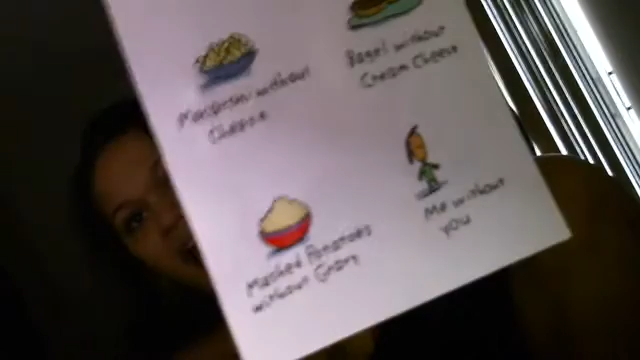 Macaroni without
Cheese
Bagel without
Cream Cheese
Mashed Potatoes
without Gravy
Me without
you